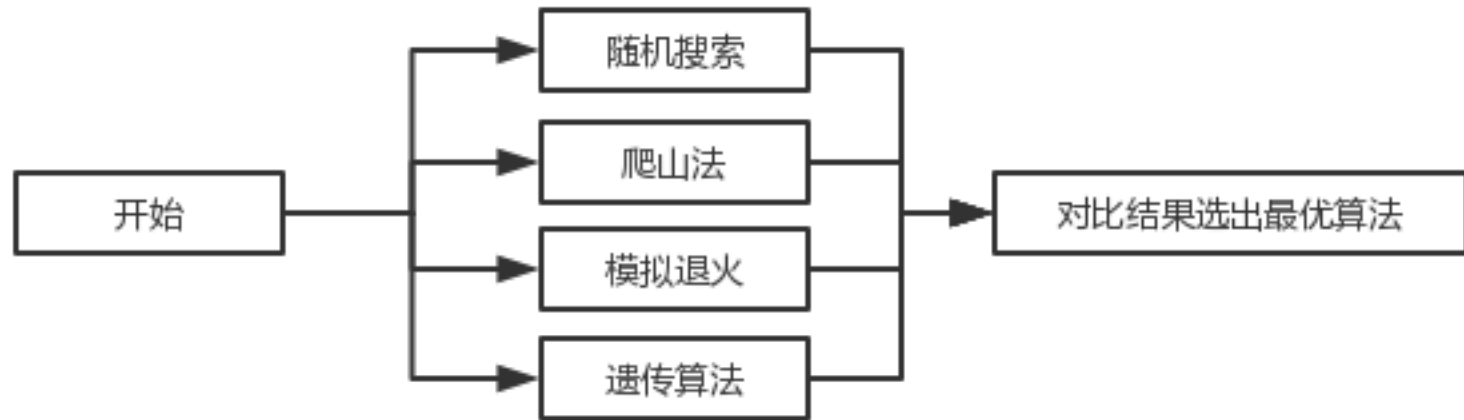 开始
随机搜索
爬山法
模拟退火
遗传算法
对比结果选出最优算法